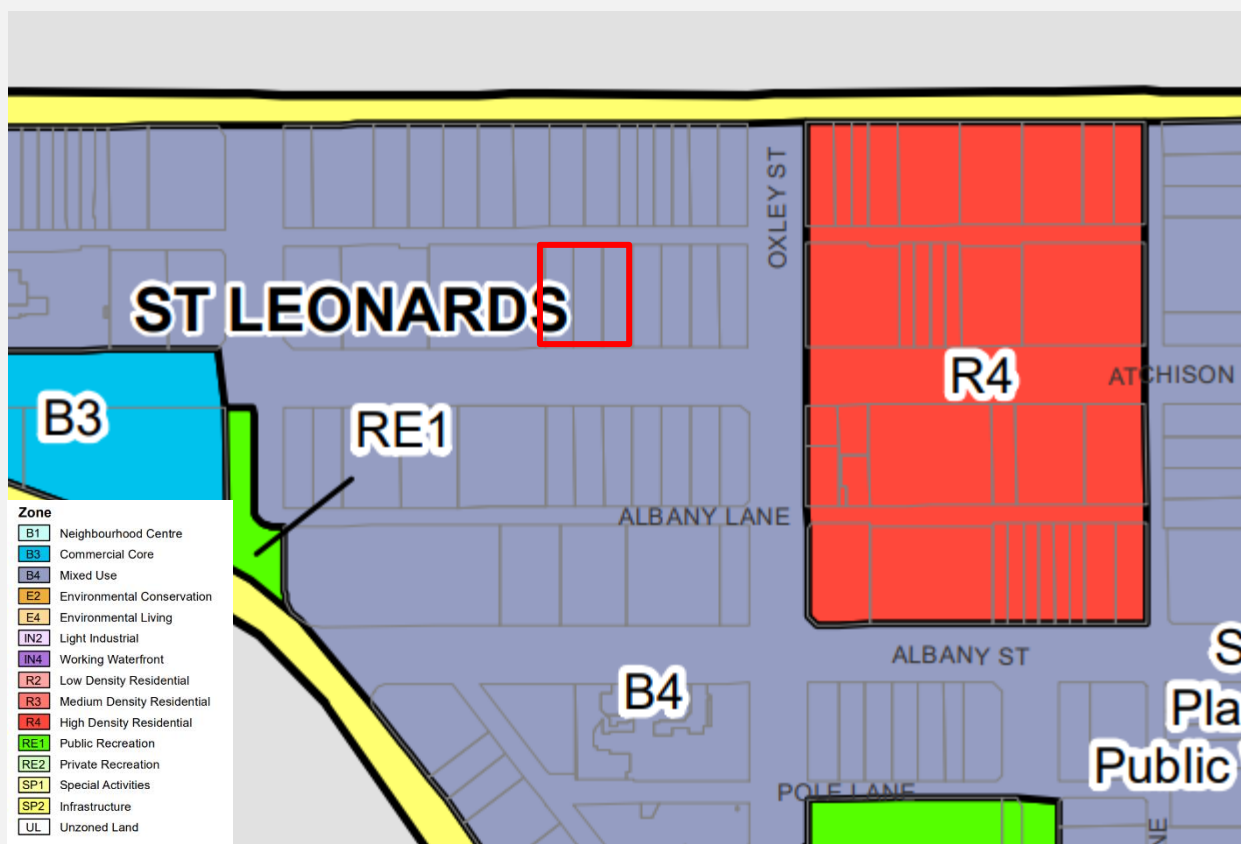 OXLEY ST
ST LEONARDS
R4
ATCHISON
B3
RE1
ALBANY LANE
ALBANY ST
B4
S
Pla
Public
POLE LANE
NE
Zone
B1 Neighbourhood Centre
B3 Commercial Core
B4 Mixed Use
E2 Environmental Conservation
E4 Environmental Living
IN2 Light Industrial
IN4 Working Waterfront
R2 Low Density Residential
R3 Medium Density Residential
R4 High Density Residential
RE1 Public Recreation
RE2 Private Recreation
SP1 Special Activities
SP2 Infrastructure
UL Unzoned Land